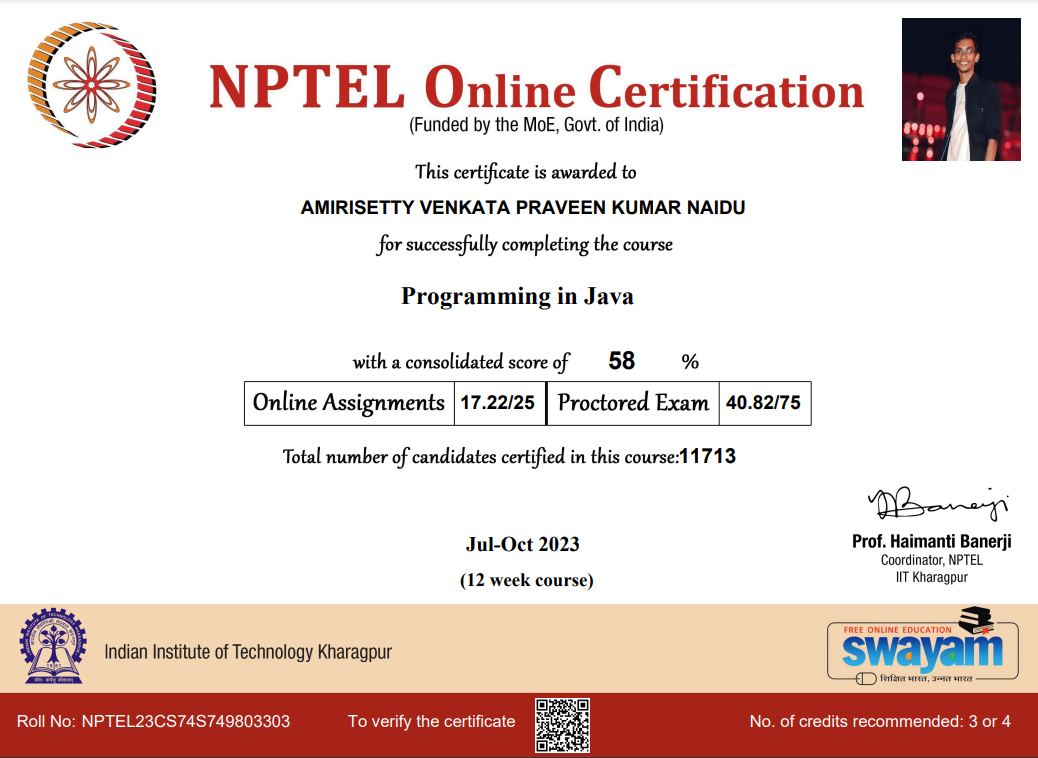 NPTEL Online Certification
(Funded by the MoE, Govt. of India)
This certificate is awarded to
AMIRISETTY VENKATA PRAVEEN KUMAR NAIDU
for successfully completing the course
Programming in Java
with a consolidated score of 58 %
Online Assignments 17.22/25 Proctored Exam 40.82/75
Total number of candidates certified in this course:11713
Banerji
Prof. Haimanti Banerji
Coordinator, NPTEL
IIT Kharagpur
Jul-Oct 2023
(12 week course)
Indian Institute of Technology Kharagpur
FREE ONLINE EDUCATION
swayam
शिक्षित भारत, उन्नत भारत
Roll No: NPTEL23CS74S749803303 To verify the certificate No. of credits recommended: 3 or 4